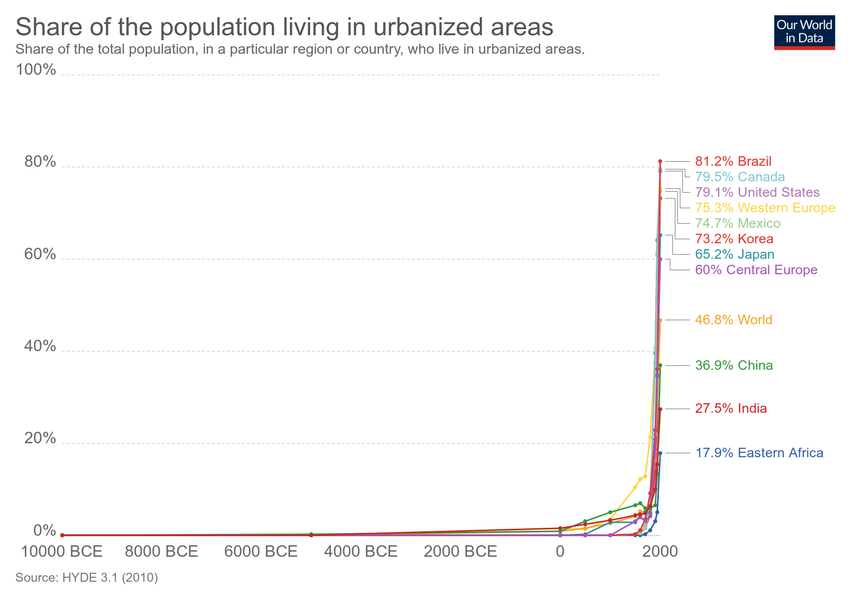 Share of the population living in urbanized areas
Our World
in Data
Share of the total population, in a particular region or country, who live in urbanized areas.
100%
80%
60%
40%
20%
0%
81.2% Brazil
79.5% Canada
79.1% United States
75.3% Western Europe
74.7% Mexico
73.2% Korea
65.2% Japan
60% Central Europe
46.8% World
36.9% China
27.5% India
17.9% Eastern Africa
10000 BCE 8000 BCE 6000 BCE 4000 BCE 2000 BCE 0 2000
Source: HYDE 3.1 (2010)